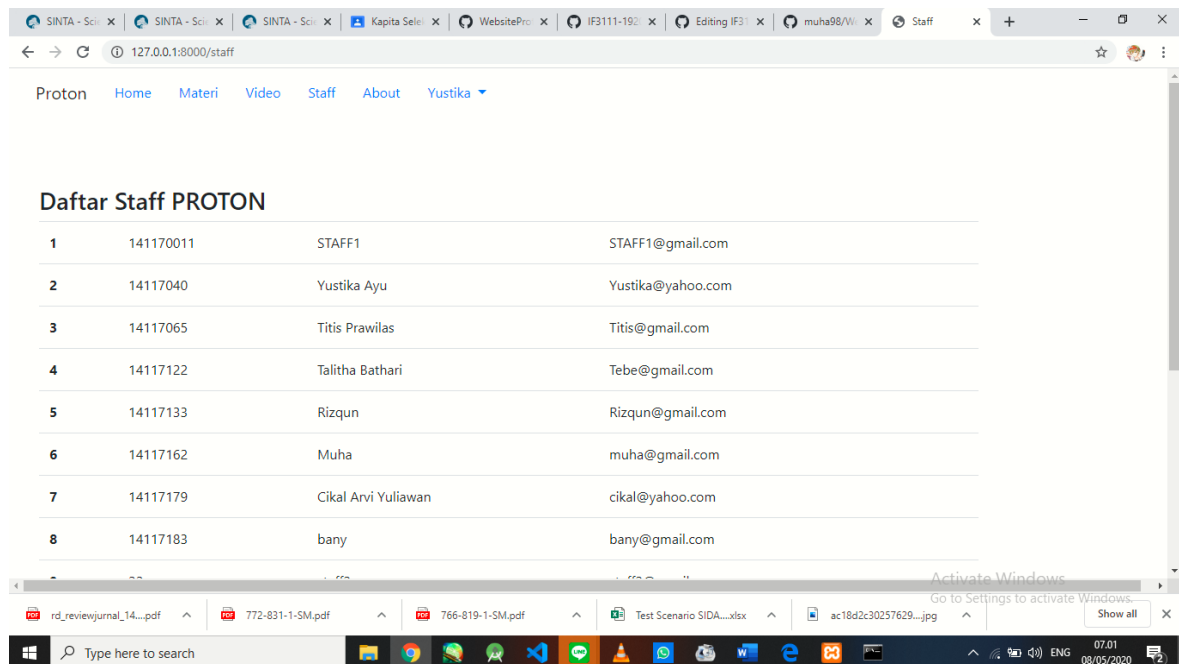 SINTA - Scie SINTA - Scie SINTA - Scie Kapita Sele WebsitePro IF3111-192 Editing IF31 muha98/We Staff
127.0.0.1:8000/staff
Proton Home Materi Video Staff About Yustika
Daftar Staff PROTON
1 141170011 STAFF1 STAFF1@gmail.com
2 14117040 Yustika Ayu Yustika@yahoo.com
3 14117065 Titis Prawilas Titis@gmail.com
4 14117122 Talitha Bathari Tebe@gmail.com
5 14117133 Rizqun Rizqun@gmail.com
6 14117162 Muha muha@gmail.com
7 14117179 Cikal Arvi Yuliawan cikal@yahoo.com
8 14117183 bany bany@gmail.com
Activate Windows
Go to Settings to activate Windows.
rd_reviewjurnal_14....pdf 772-831-1-SM.pdf 766-819-1-SM.pdf Test Scenario SIDA....xlsx ac18d2c30257629....jpg Show all
Type here to search ENG 07.01
08/05/2020 2